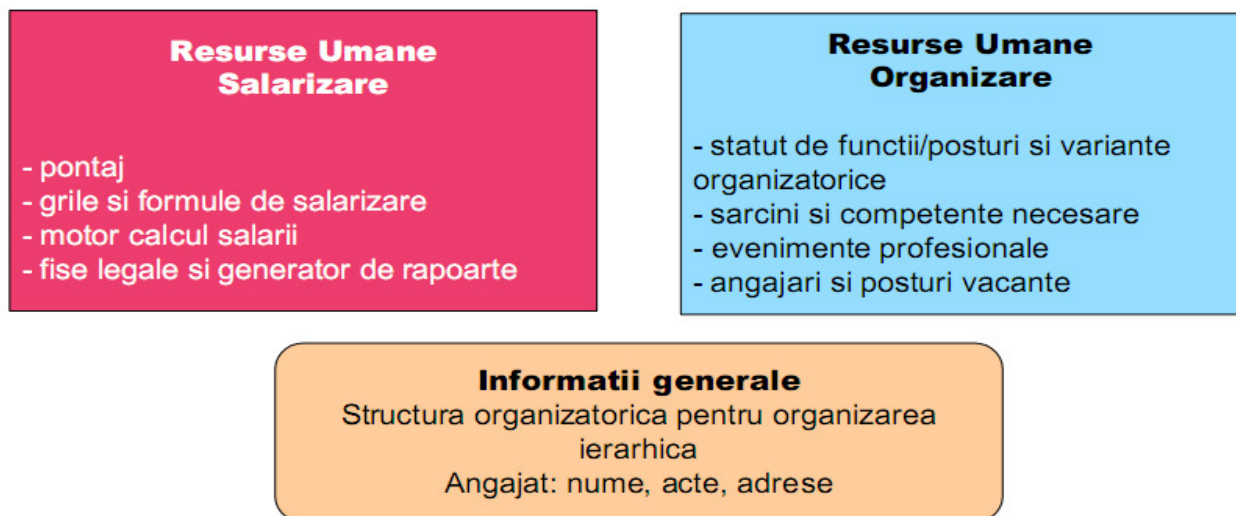 Resurse Umane
Salarizare
- pontaj
- grile si formule de salarizare
- motor calcul salarii
- fise legale si generator de rapoarte
Resurse Umane
Organizare
- statut de functii/posturi si variante
organizatorice
- sarcini si competente necesare
- evenimente profesionale
- angajari si posturi vacante
Informatii generale
Structura organizatorica pentru organizarea
ierarhica
Angajat: nume, acte, adrese